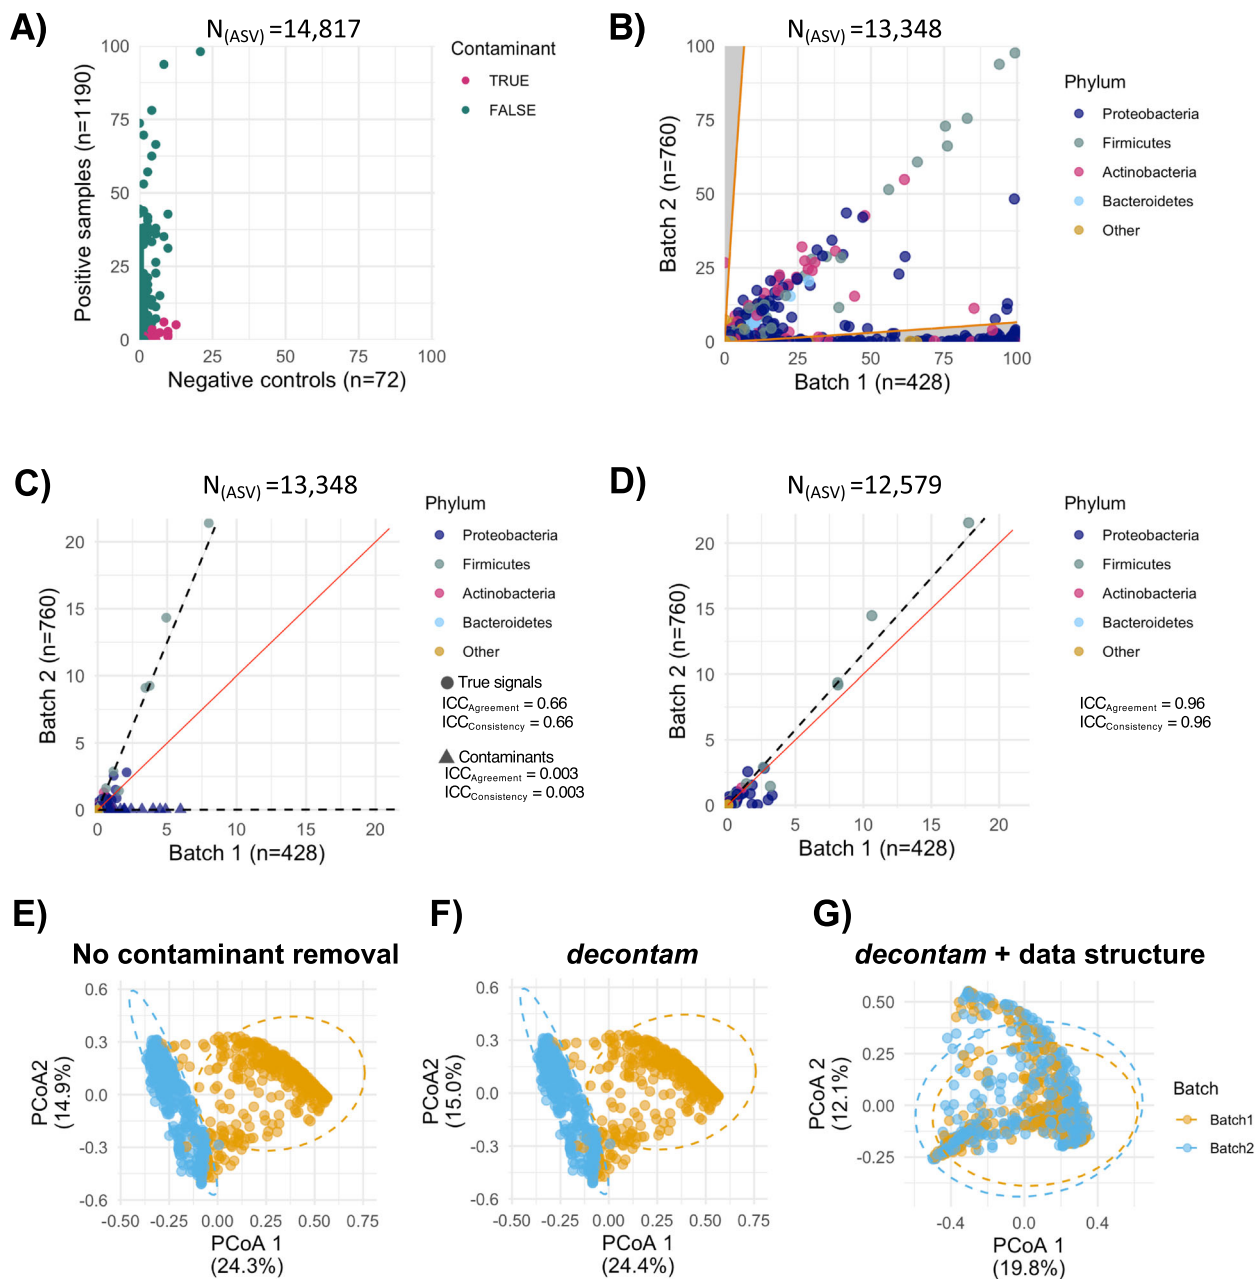 A)
N(ASV) =14,817
Positive samples (n=1190)
100
75
50
25
0
0 25 50 75 100
Negative controls (n=72)
Contaminant
TRUE
FALSE
B)
N(ASV) =13,348
Batch 2 (n=760)
100
75
50
25
0
0 25 50 75 100
Batch 1 (n=428)
Phylum
Proteobacteria
Firmicutes
Actinobacteria
Bacteroidetes
Other
C)
N(ASV) =13,348
Batch 2 (n=760)
20
15
10
5
0
0 5 10 15 20
Batch 1 (n=428)
Phylum
Proteobacteria
Firmicutes
Actinobacteria
Bacteroidetes
Other
True signals
ICCAgreement = 0.66
ICCConsistency = 0.66
Contaminants
ICCAgreement = 0.003
ICCConsistency = 0.003
D)
N(ASV) =12,579
Batch 2 (n=760)
20
15
10
5
0
0 5 10 15 20
Batch 1 (n=428)
Phylum
Proteobacteria
Firmicutes
Actinobacteria
Bacteroidetes
Other
ICCAgreement = 0.96
ICCConsistency = 0.96
E)
No contaminant removal
PCoA2
(14.9%)
0.6
0.3
0.0
-0.3
-0.6
-0.50 -0.25 0.00 0.25 0.50 0.75
PCoA 1
(24.3%)
F)
decontam
PCoA2
(15.0%)
0.6
0.3
0.0
-0.3
-0.6
-0.50 -0.25 0.00 0.25 0.50 0.75
PCoA 1
(24.4%)
G)
decontam + data structure
PCoA 2
(12.1%)
0.50
0.25
0.00
-0.25
-0.4 0.0 0.4
PCoA 1
(19.8%)
Batch
Batch1
Batch2